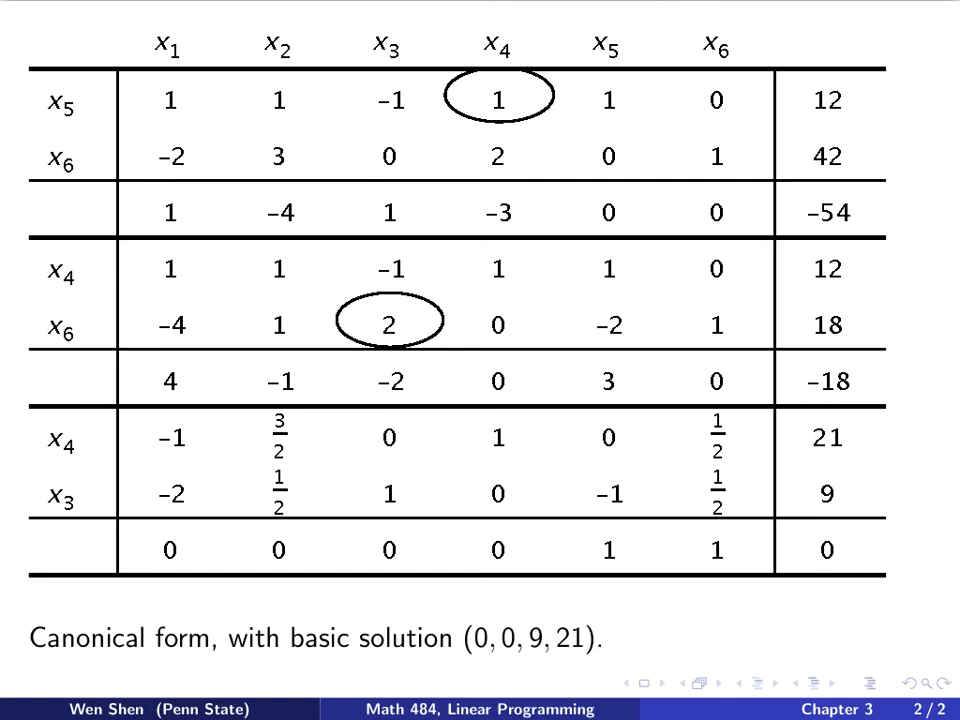 x1 x2 x3 x4 x5 x6
x5 1 1 –1 1 1 0 12
x6 –2 3 0 2 0 1 42
1 –4 1 –3 0 0 –54
x4 1 1 –1 1 1 0 12
x6 –4 1 2 0 –2 1 18
4 –1 –2 0 3 0 –18
x4 –1 3/2 0 1 0 1/2 21
x3 –2 1/2 1 0 –1 1/2 9
0 0 0 0 1 1 0
Canonical form, with basic solution (0, 0, 9, 21).
Wen Shen (Penn State) Math 484, Linear Programming Chapter 3 2 / 2